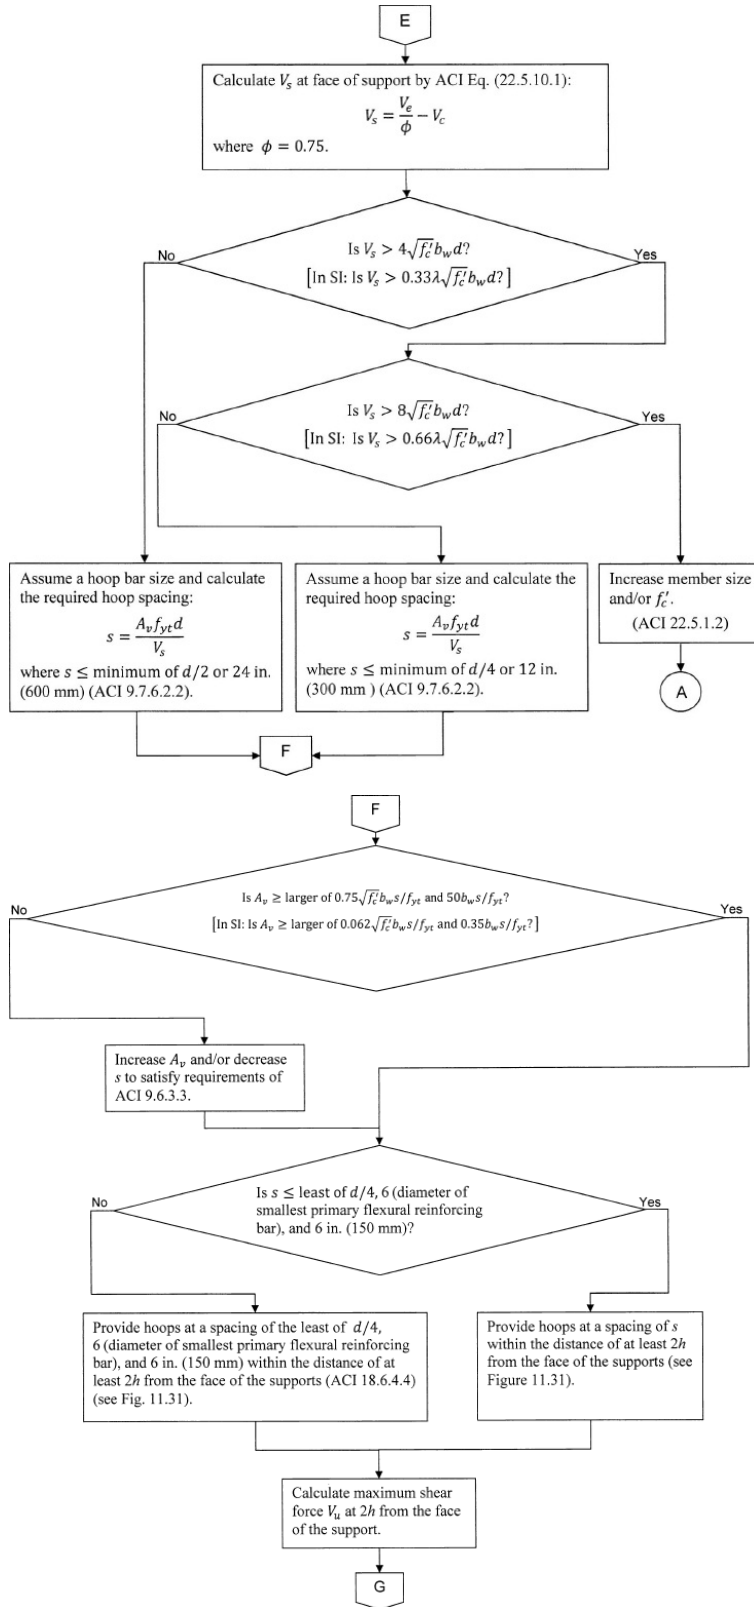 E
Calculate V_s at face of support by ACI Eq. (22.5.10.1):
V_s = V_e/ϕ − V_c
where ϕ = 0.75.
No
Is V_s > 4√f′_c b_w d?
[In SI: Is V_s > 0.33λ√f′_c b_w d?]
Yes
No
Is V_s > 8√f′_c b_w d?
[In SI: Is V_s > 0.66λ√f′_c b_w d?]
Yes
Assume a hoop bar size and calculate
the required hoop spacing:
s = A_v f_yt d / V_s
where s ≤ minimum of d/2 or 24 in.
(600 mm) (ACI 9.7.6.2.2).
Assume a hoop bar size and calculate the
required hoop spacing:
s = A_v f_yt d / V_s
where s ≤ minimum of d/4 or 12 in.
(300 mm ) (ACI 9.7.6.2.2).
Increase member size
and/or f′_c.
(ACI 22.5.1.2)
A
F
F
No
Is A_v ≥ larger of 0.75√f′_c b_w s/f_yt and 50b_w s/f_yt?
[In SI: Is A_v ≥ larger of 0.062√f′_c b_w s/f_yt and 0.35b_w s/f_yt?]
Yes
Increase A_v and/or decrease
s to satisfy requirements of
ACI 9.6.3.3.
No
Is s ≤ least of d/4, 6 (diameter of
smallest primary flexural reinforcing
bar), and 6 in. (150 mm)?
Yes
Provide hoops at a spacing of the least of d/4,
6 (diameter of smallest primary flexural reinforcing
bar), and 6 in. (150 mm) within the distance of at
least 2h from the face of the supports (ACI 18.6.4.4)
(see Fig. 11.31).
Provide hoops at a spacing of s
within the distance of at least 2h
from the face of the supports (see
Figure 11.31).
Calculate maximum shear
force V_u at 2h from the face
of the support.
G